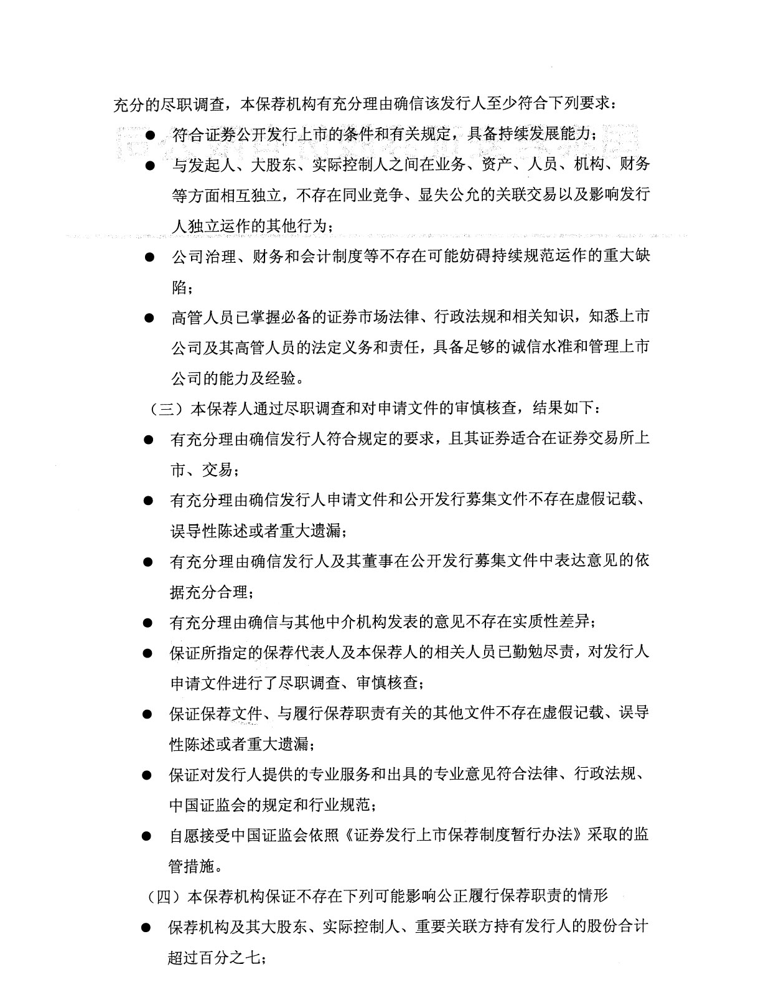 充分的尽职调查，本保荐机构有充分理由确信该发行人至少符合下列要求：
● 符合证券公开发行上市的条件和有关规定，具备持续发展能力；
● 与发起人、大股东、实际控制人之间在业务、资产、人员、机构、财务
等方面相互独立，不存在同业竞争、显失公允的关联交易以及影响发行
人独立运作的其他行为；
● 公司治理、财务和会计制度等不存在可能妨碍持续规范运作的重大缺
陷；
● 高管人员已掌握必备的证券市场法律、行政法规和相关知识，知悉上市
公司及其高管人员的法定义务和责任，具备足够的诚信水准和管理上市
公司的能力及经验。
（三）本保荐人通过尽职调查和对申请文件的审慎核查，结果如下：
● 有充分理由确信发行人符合规定的要求，且其证券适合在证券交易所上
市、交易；
● 有充分理由确信发行人申请文件和公开发行募集文件不存在虚假记载、
误导性陈述或者重大遗漏；
● 有充分理由确信发行人及其董事在公开发行募集文件中表达意见的依
据充分合理；
● 有充分理由确信与其他中介机构发表的意见不存在实质性差异；
● 保证所指定的保荐代表人及本保荐人的相关人员已勤勉尽责，对发行人
申请文件进行了尽职调查、审慎核查；
● 保证保荐文件、与履行保荐职责有关的其他文件不存在虚假记载、误导
性陈述或者重大遗漏；
● 保证对发行人提供的专业服务和出具的专业意见符合法律、行政法规、
中国证监会的规定和行业规范；
● 自愿接受中国证监会依照《证券发行上市保荐制度暂行办法》采取的监
管措施。
（四）本保荐机构保证不存在下列可能影响公正履行保荐职责的情形
● 保荐机构及其大股东、实际控制人、重要关联方持有发行人的股份合计
超过百分之七；